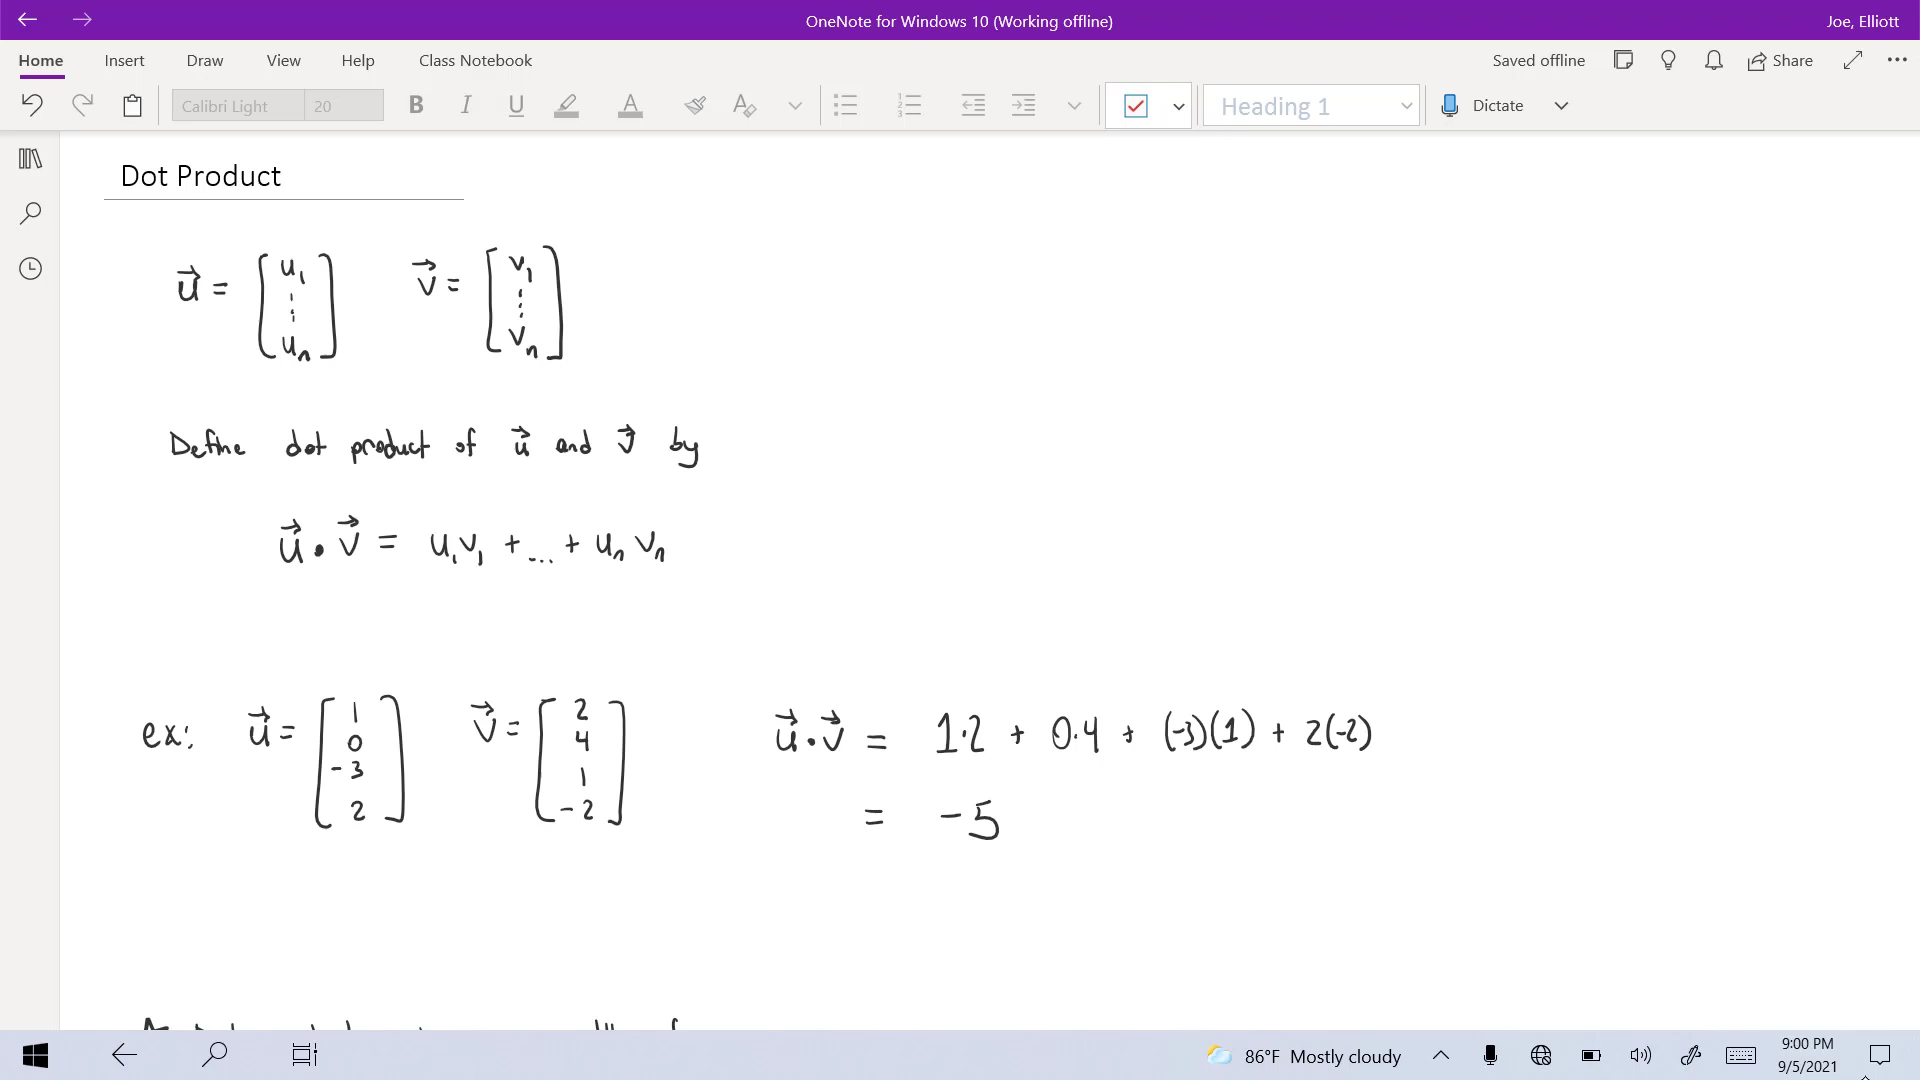 OneNote for Windows 10 (Working offline)
Joe, Elliott
Home Insert Draw View Help Class Notebook
Saved offline Share
Calibri Light 20 B I U A Heading 1 Dictate
Dot Product
u⃗ = [u₁ ⋮ uₙ] v⃗ = [v₁ ⋮ vₙ]
Define dot product of u⃗ and v⃗ by
u⃗ • v⃗ = u₁v₁ + ... + uₙvₙ
ex: u⃗ = [1 0 -3 2] v⃗ = [2 4 1 -2] u⃗ · v⃗ = 1·2 + 0·4 + (-3)(1) + 2(-2)
= -5
86°F Mostly cloudy
9:00 PM
9/5/2021